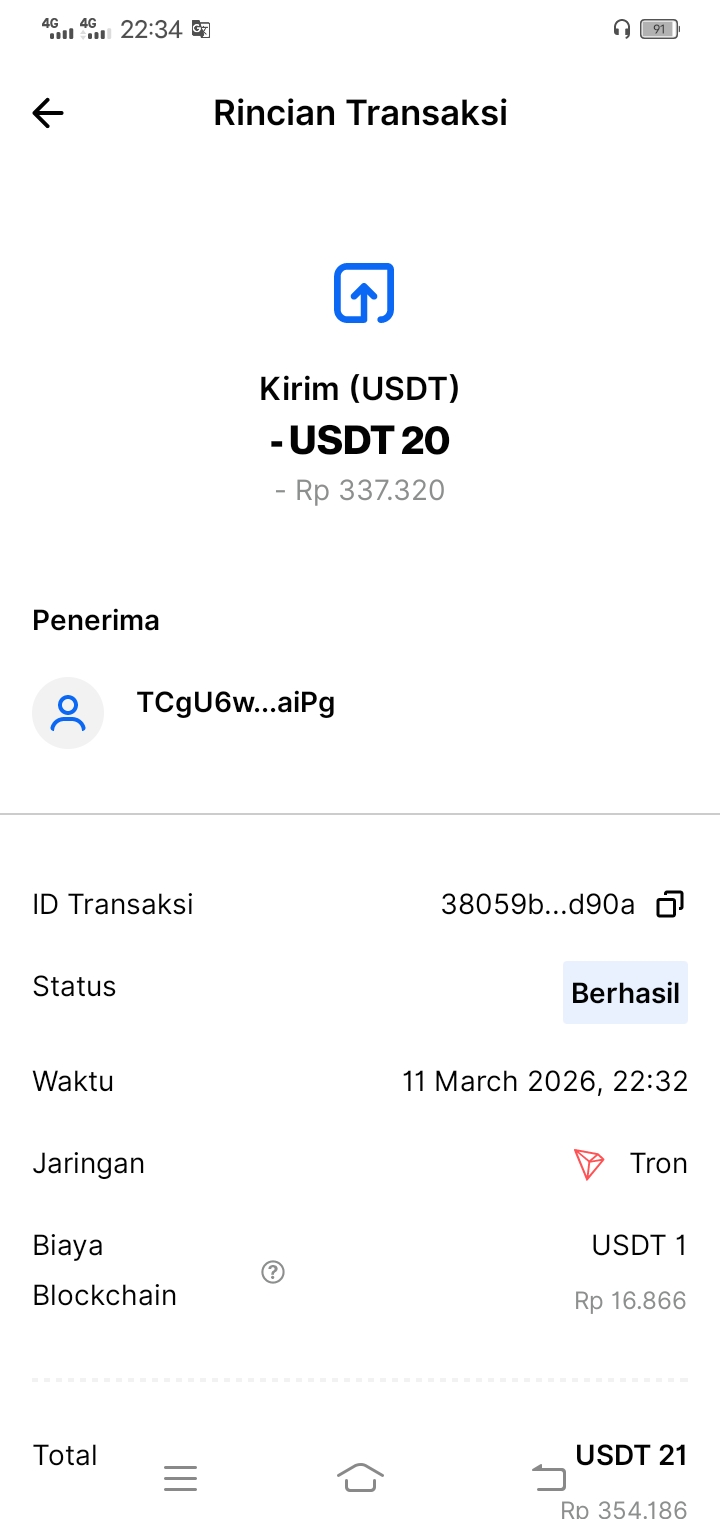 4G 4G 22:34 91
Rincian Transaksi
Kirim (USDT)
- USDT 20
- Rp 337.320
Penerima
TCgU6w...aiPg
ID Transaksi 38059b...d90a
Status Berhasil
Waktu 11 March 2026, 22:32
Jaringan Tron
Biaya Blockchain ? USDT 1
Rp 16.866
Total USDT 21
Rp 354.186